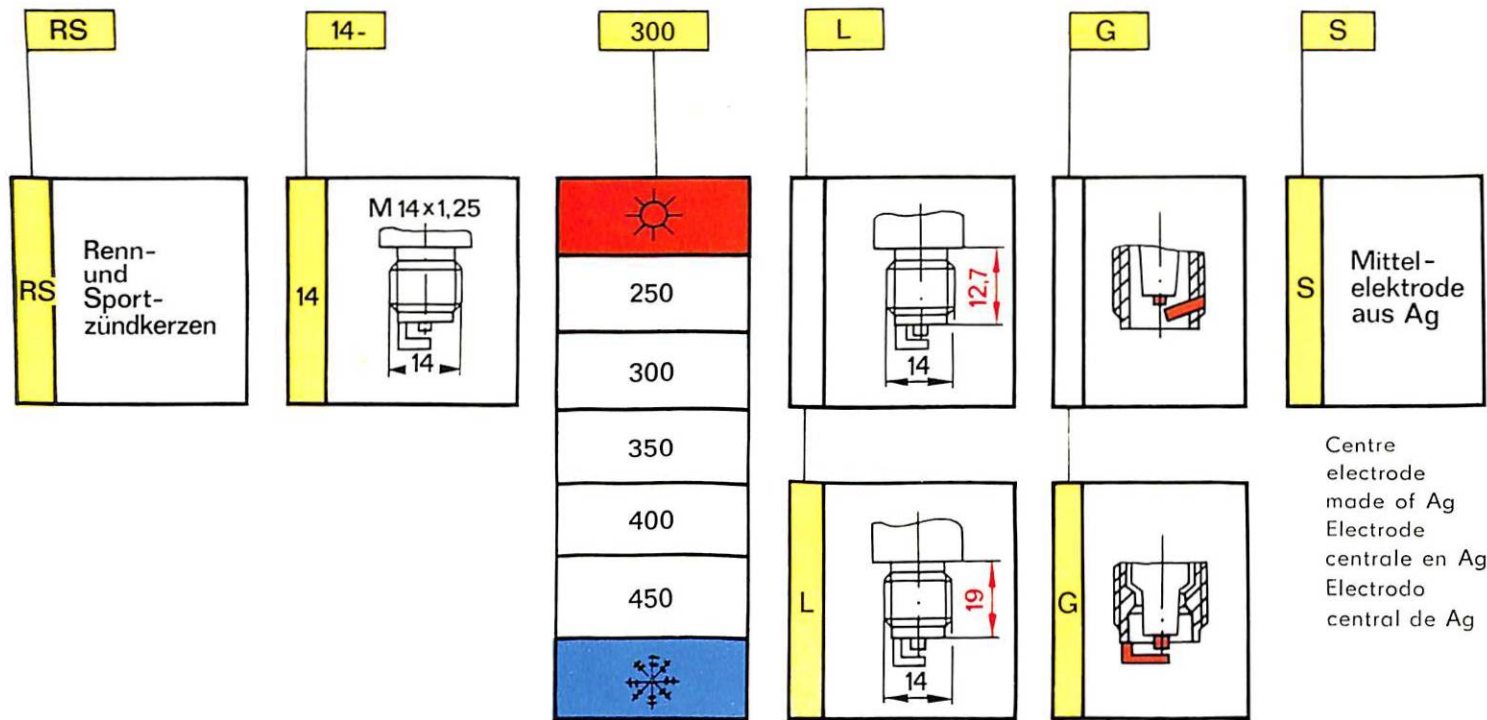 RS
14-
300
L
G
S
RS
Renn-
und
Sport-
zündkerzen
14
M 14 x 1,25
14
250
300
350
400
450
12,7
14
L
19
14
G
S
Mittel-
elektrode
aus Ag
Centre
electrode
made of Ag
Electrode
centrale en Ag
Electrodo
central de Ag